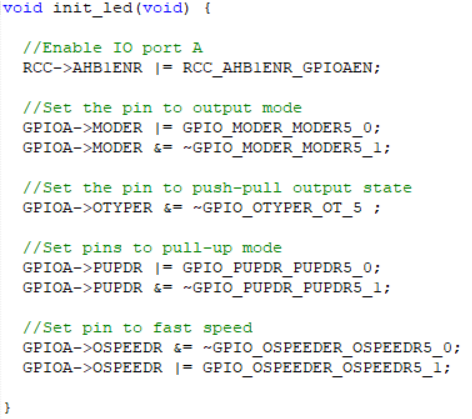 void init_led(void) {
//Enable IO port A
RCC->AHB1ENR |= RCC_AHB1ENR_GPIOAEN;
//Set the pin to output mode
GPIOA->MODER |= GPIO_MODER_MODER5_0;
GPIOA->MODER &= ~GPIO_MODER_MODER5_1;
//Set the pin to push-pull output state
GPIOA->OTYPER &= ~GPIO_OTYPER_OT_5 ;
//Set pins to pull-up mode
GPIOA->PUPDR |= GPIO_PUPDR_PUPDR5_0;
GPIOA->PUPDR &= ~GPIO_PUPDR_PUPDR5_1;
//Set pin to fast speed
GPIOA->OSPEEDR &= ~GPIO_OSPEEDER_OSPEEDR5_0;
GPIOA->OSPEEDR |= GPIO_OSPEEDER_OSPEEDR5_1;
}